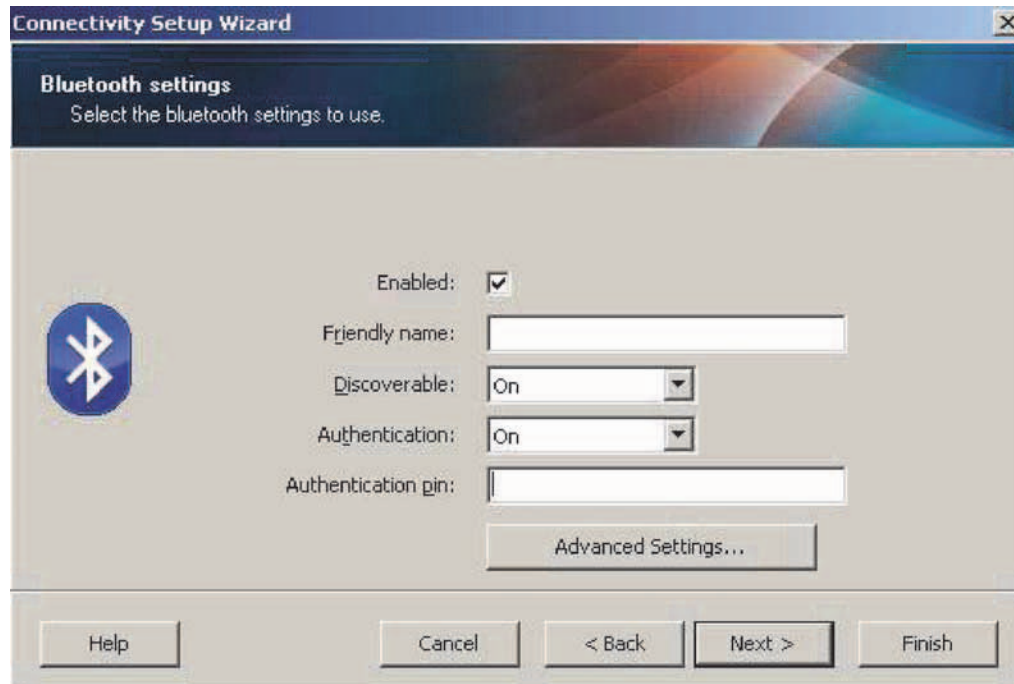 Connectivity Setup Wizard
Bluetooth settings
Select the bluetooth settings to use.
Enabled:
Friendly name:
Discoverable: On
Authentication: On
Authentication pin:
Advanced Settings...
Help Cancel < Back Next > Finish